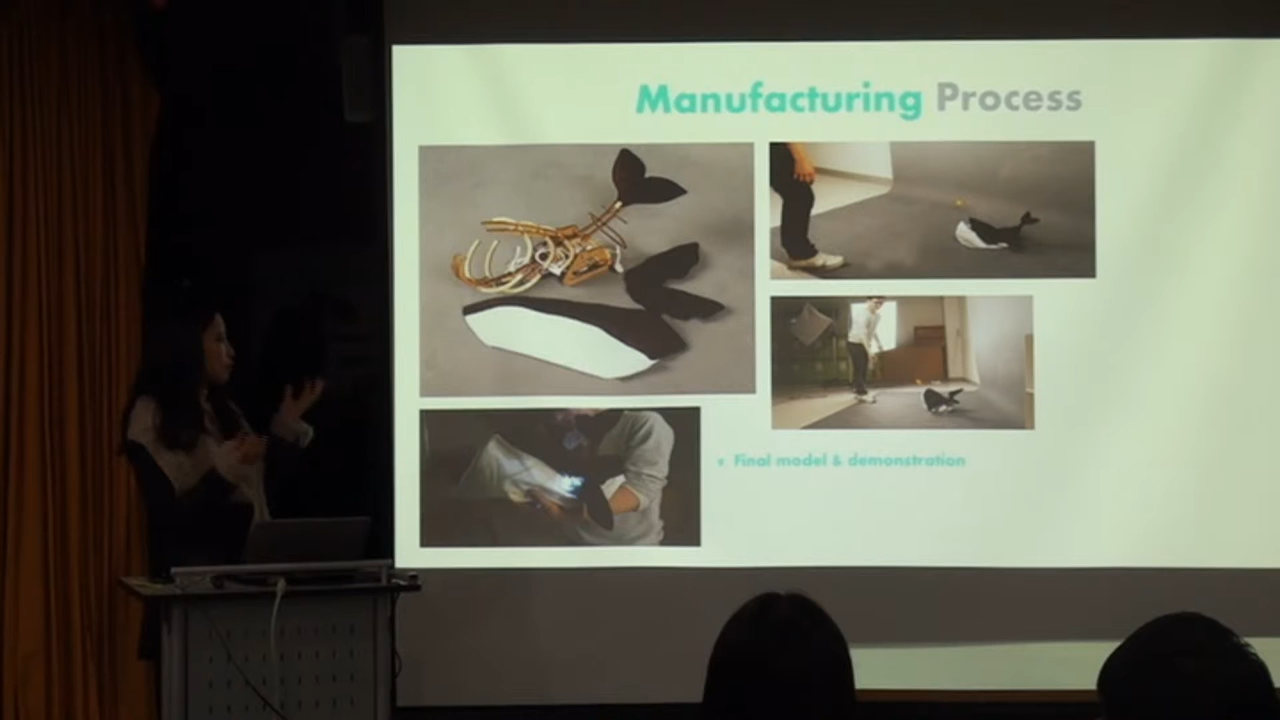 Manufacturing Process
• Final model & demonstration